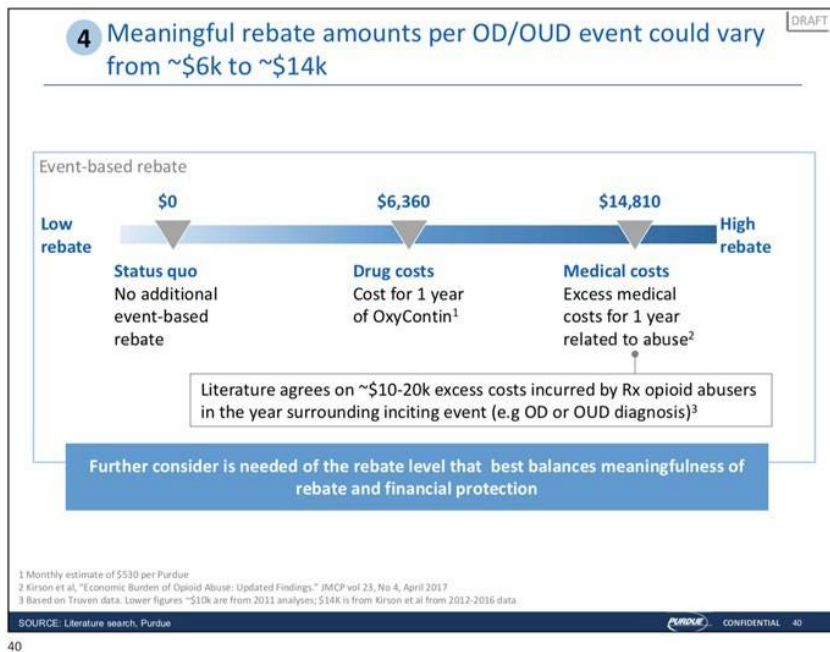 DRAFT
4 Meaningful rebate amounts per OD/OUD event could vary
from ~$6k to ~$14k
Event-based rebate
$0 $6,360 $14,810
Low
rebate
High
rebate
Status quo
No additional
event-based
rebate
Drug costs
Cost for 1 year
of OxyContin1
Medical costs
Excess medical
costs for 1 year
related to abuse2
Literature agrees on ~$10-20k excess costs incurred by Rx opioid abusers
in the year surrounding inciting event (e.g OD or OUD diagnosis)3
Further consider is needed of the rebate level that best balances meaningfulness of
rebate and financial protection
1 Monthly estimate of $530 per Purdue
2 Kirson et al, "Economic Burden of Opioid Abuse: Updated Findings." JMCP vol 23, No 4, April 2017
3 Based on Truven data. Lower figures ~$10k are from 2011 analyses; $14K is from Kirson et al from 2012-2016 data
SOURCE: Literature search, Purdue
PURDUE CONFIDENTIAL 40
40